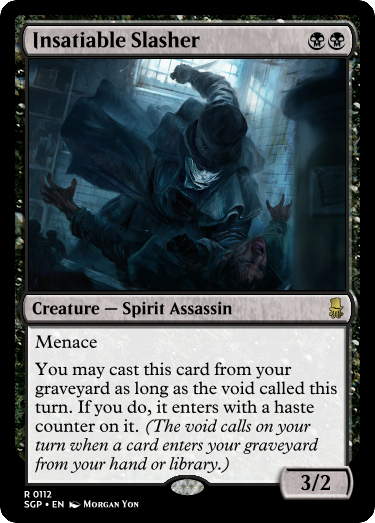 Insatiable Slasher
Creature — Spirit Assassin
Menace
You may cast this card from your
graveyard as long as the void called this
turn. If you do, it enters with a haste
counter on it. (The void calls on your
turn when a card enters your graveyard
from your hand or library.)
3/2
R 0112
SGP • EN Morgan Yon